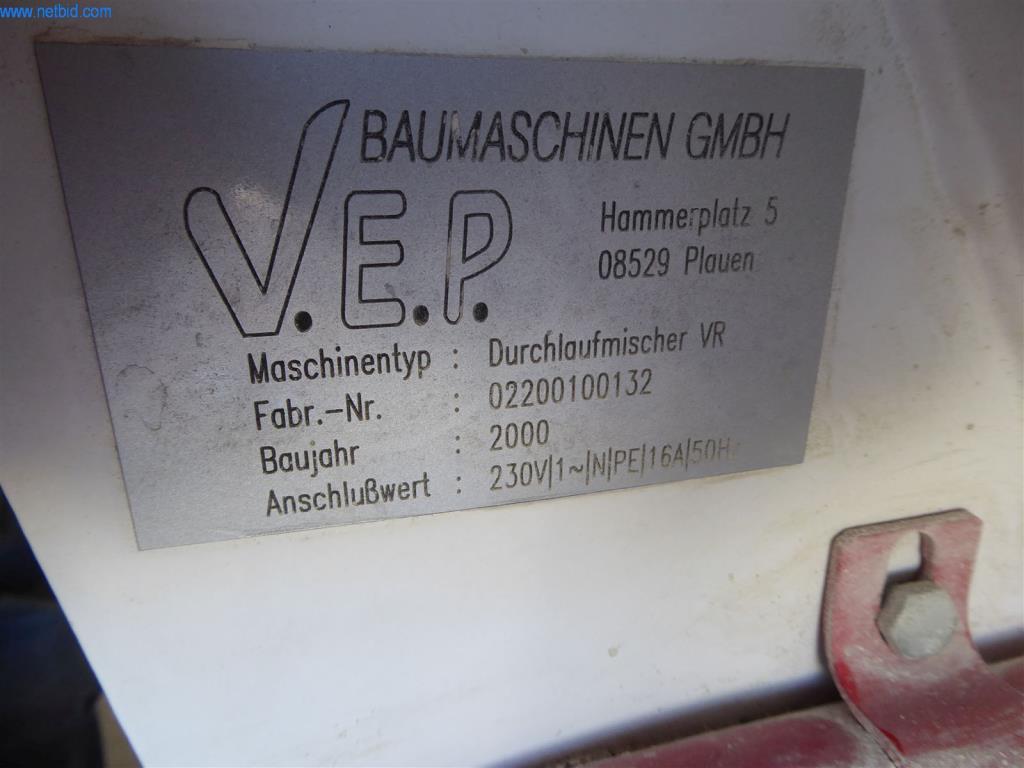 www.netbid.com
BAUMASCHINEN GMBH
V.E.P.
Hammerplatz 5
08529 Plauen
Maschinentyp : Durchlaufmischer VR
Fabr.-Nr. : 02200100132
Baujahr : 2000
Anschlußwert : 230V|1~|N|PE|16A|50Hz